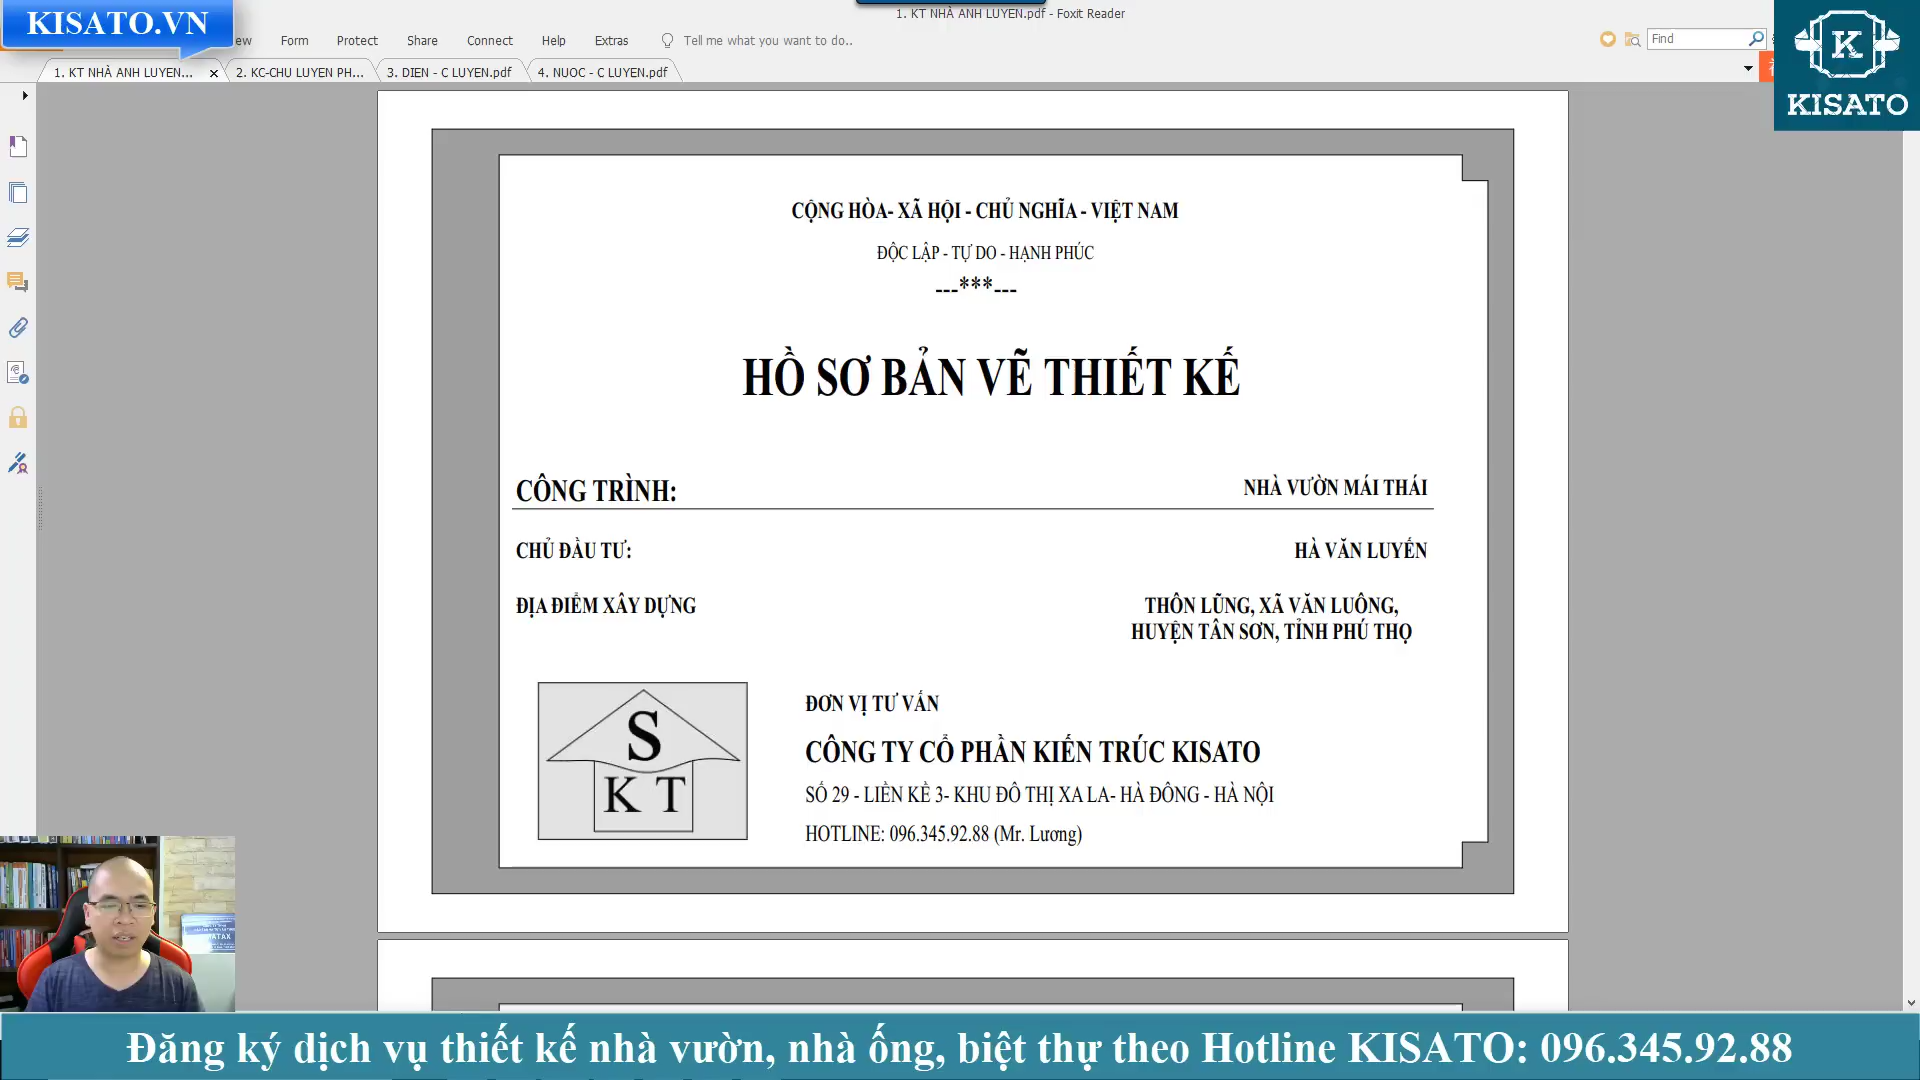 KISATO.VN
1. KT NHÀ ANH LUYEN.pdf - Foxit Reader
ew Form Protect Share Connect Help Extras Tell me what you want to do..
Find
1. KT NHÀ ANH LUYEN... 2. KC-CHU LUYEN PH... 3. DIEN - C LUYEN.pdf 4. NUOC - C LUYEN.pdf
K
KISATO
CỘNG HÒA- XÃ HỘI - CHỦ NGHĨA - VIỆT NAM
ĐỘC LẬP - TỰ DO - HẠNH PHÚC
---***---
HỒ SƠ BẢN VẼ THIẾT KẾ
CÔNG TRÌNH: NHÀ VƯỜN MÁI THÁI
CHỦ ĐẦU TƯ: HÀ VĂN LUYẾN
ĐỊA ĐIỂM XÂY DỰNG THÔN LŨNG, XÃ VĂN LUÔNG,
HUYỆN TÂN SƠN, TỈNH PHÚ THỌ
S
K T
ĐƠN VỊ TƯ VẤN
CÔNG TY CỔ PHẦN KIẾN TRÚC KISATO
SỐ 29 - LIỀN KỀ 3- KHU ĐÔ THỊ XA LA- HÀ ĐÔNG - HÀ NỘI
HOTLINE: 096.345.92.88 (Mr. Lương)
Đăng ký dịch vụ thiết kế nhà vườn, nhà ống, biệt thự theo Hotline KISATO: 096.345.92.88